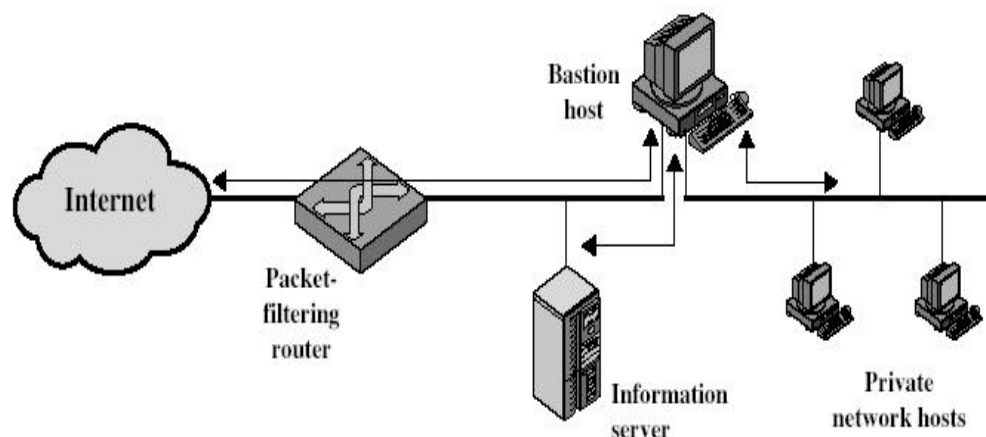 Bastion
host
Internet
Packet-
filtering
router
Information
server
Private
network hosts